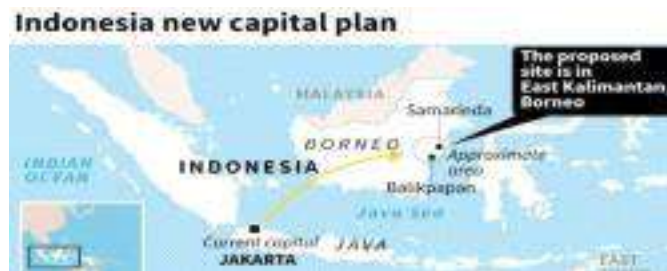 Indonesia new capital plan
The proposed
site is in
East Kalimantan
Borneo
MALAYSIA
Samarinda
BORNEO
INDIAN
OCEAN
INDONESIA
Approximate
area
Balikpapan
Java Sea
Current capital
JAKARTA
JAVA
EAST